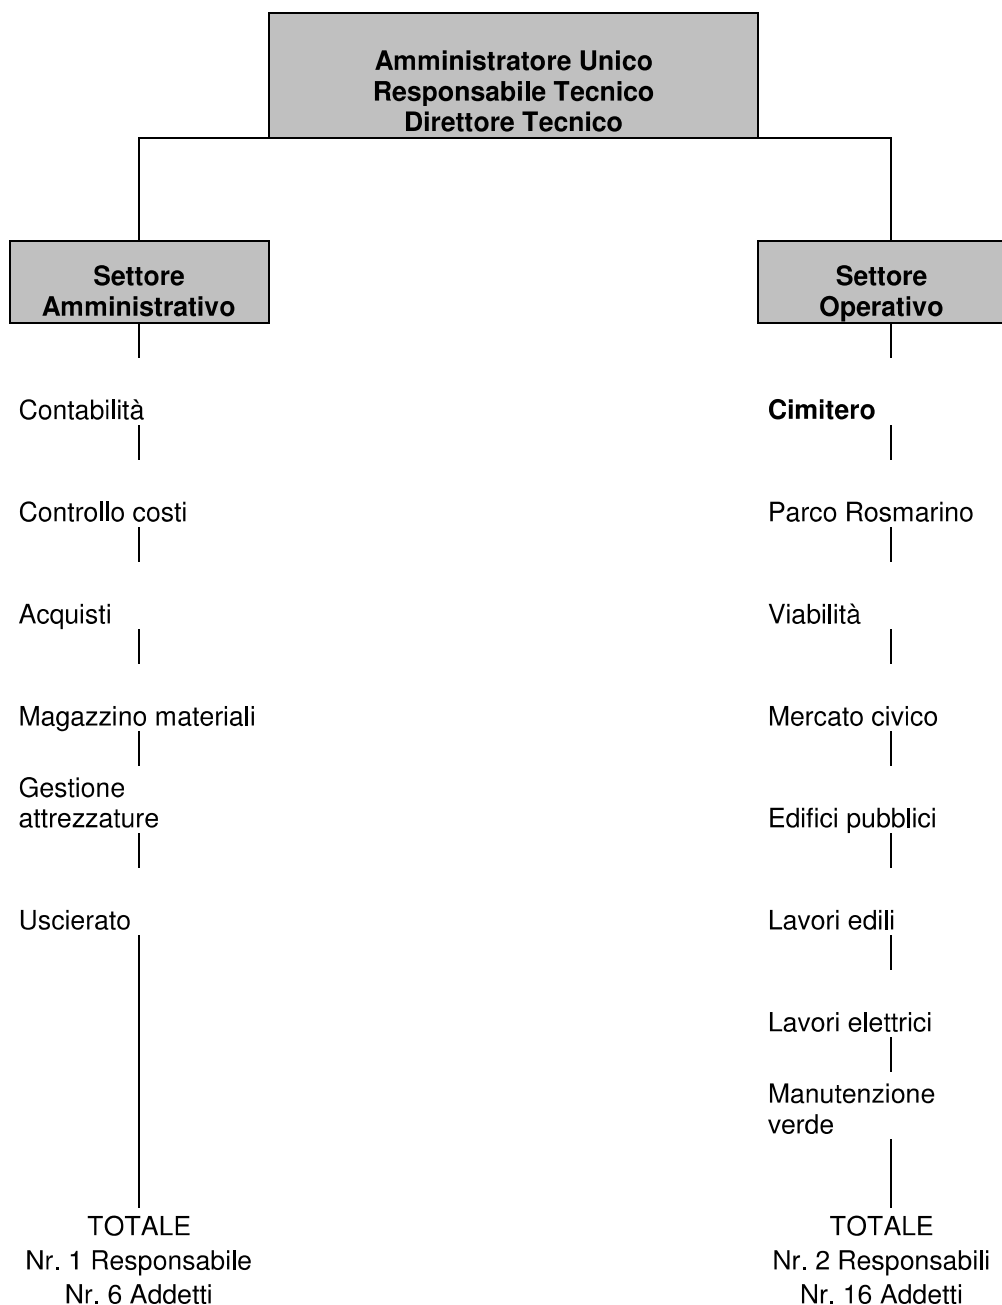 Amministratore Unico
Responsabile Tecnico
Direttore Tecnico
Settore
Amministrativo
Contabilità
Controllo costi
Acquisti
Magazzino materiali
Gestione
attrezzature
Uscierato
TOTALE
Nr. 1 Responsabile
Nr. 6 Addetti
Settore
Operativo
Cimitero
Parco Rosmarino
Viabilità
Mercato civico
Edifici pubblici
Lavori edili
Lavori elettrici
Manutenzione
verde
TOTALE
Nr. 2 Responsabili
Nr. 16 Addetti